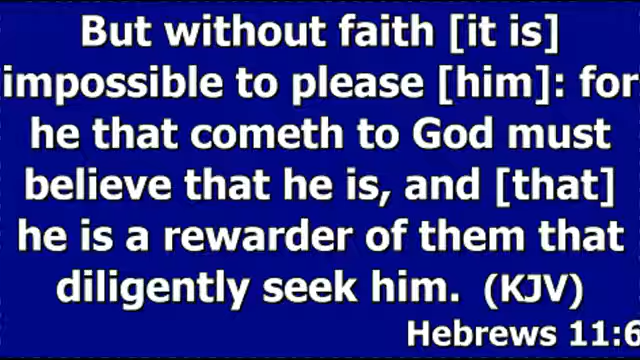 But without faith [it is]
impossible to please [him]: for
he that cometh to God must
believe that he is, and [that]
he is a rewarder of them that
diligently seek him. (KJV)
Hebrews 11:6